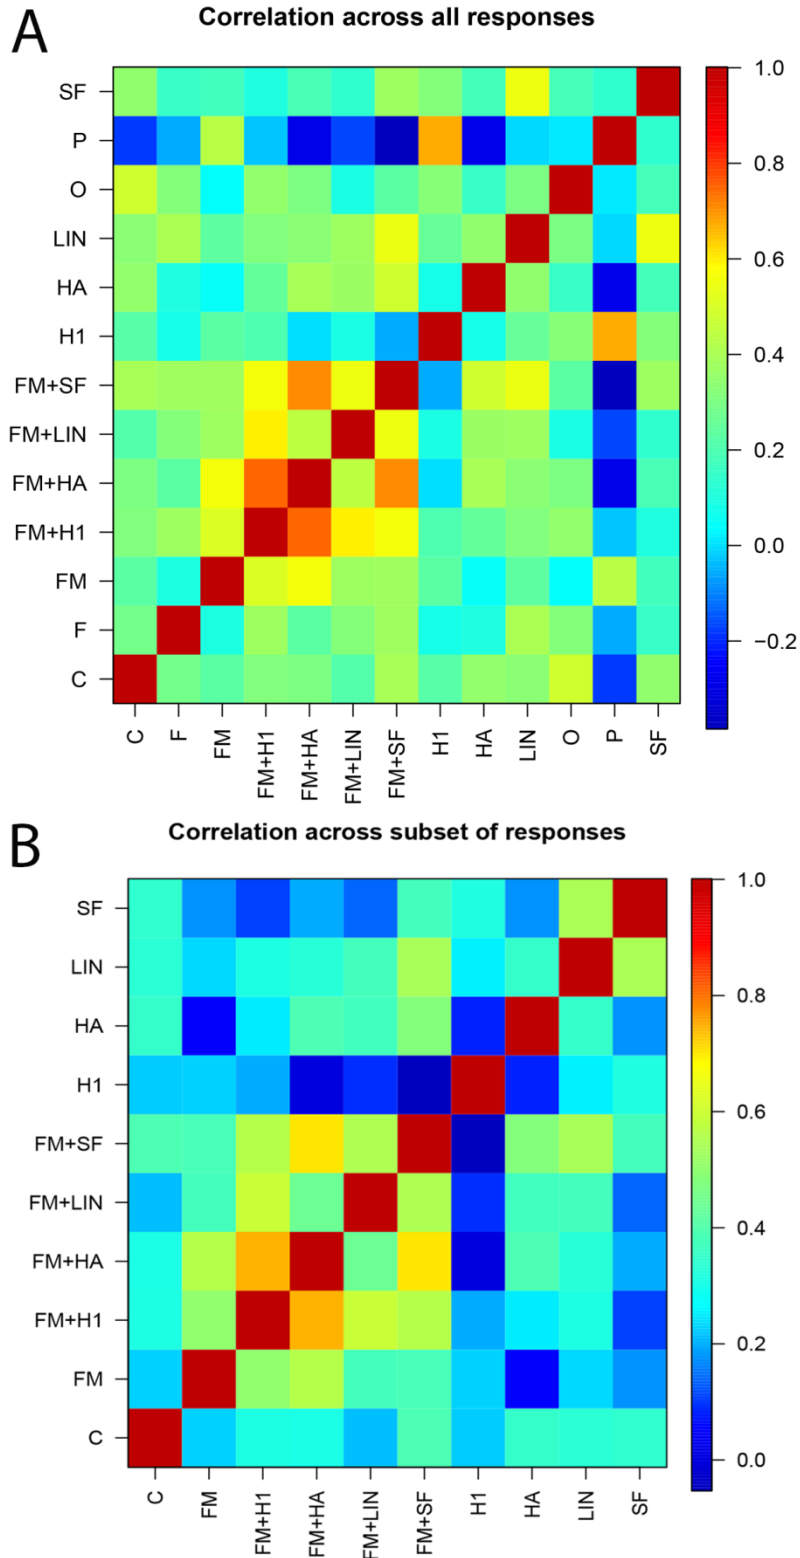 A
Correlation across all responses
SF
P
O
LIN
HA
H1
FM+SF
FM+LIN
FM+HA
FM+H1
FM
F
C
C
F
FM
FM+H1
FM+HA
FM+LIN
FM+SF
H1
HA
LIN
O
P
SF
1.0
0.8
0.6
0.4
0.2
0.0
−0.2
B
Correlation across subset of responses
SF
LIN
HA
H1
FM+SF
FM+LIN
FM+HA
FM+H1
FM
C
C
FM
FM+H1
FM+HA
FM+LIN
FM+SF
H1
HA
LIN
SF
1.0
0.8
0.6
0.4
0.2
0.0